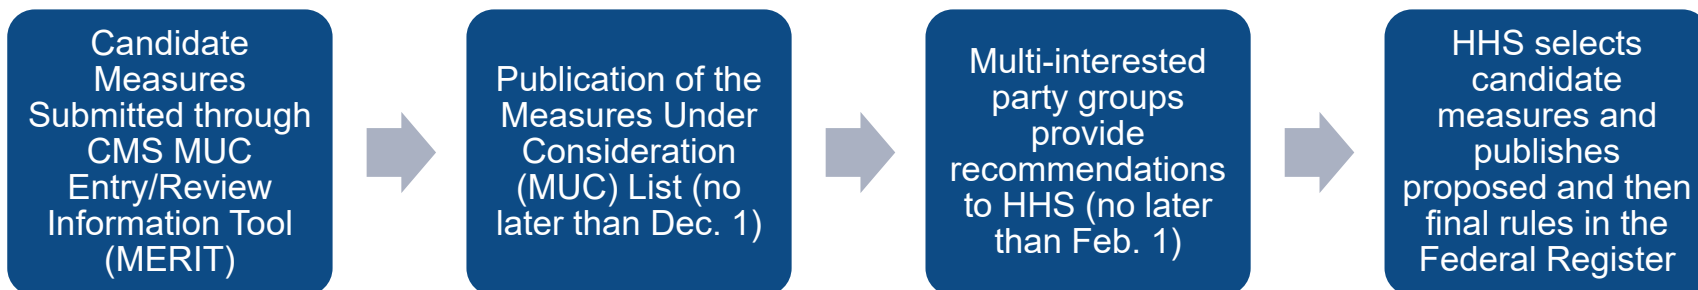 Candidate
Measures
Submitted through
CMS MUC
Entry/Review
Information Tool
(MERIT)
Publication of the
Measures Under
Consideration
(MUC) List (no
later than Dec. 1)
Multi-interested
party groups
provide
recommendations
to HHS (no later
than Feb. 1)
HHS selects
candidate
measures and
publishes
proposed and then
final rules in the
Federal Register